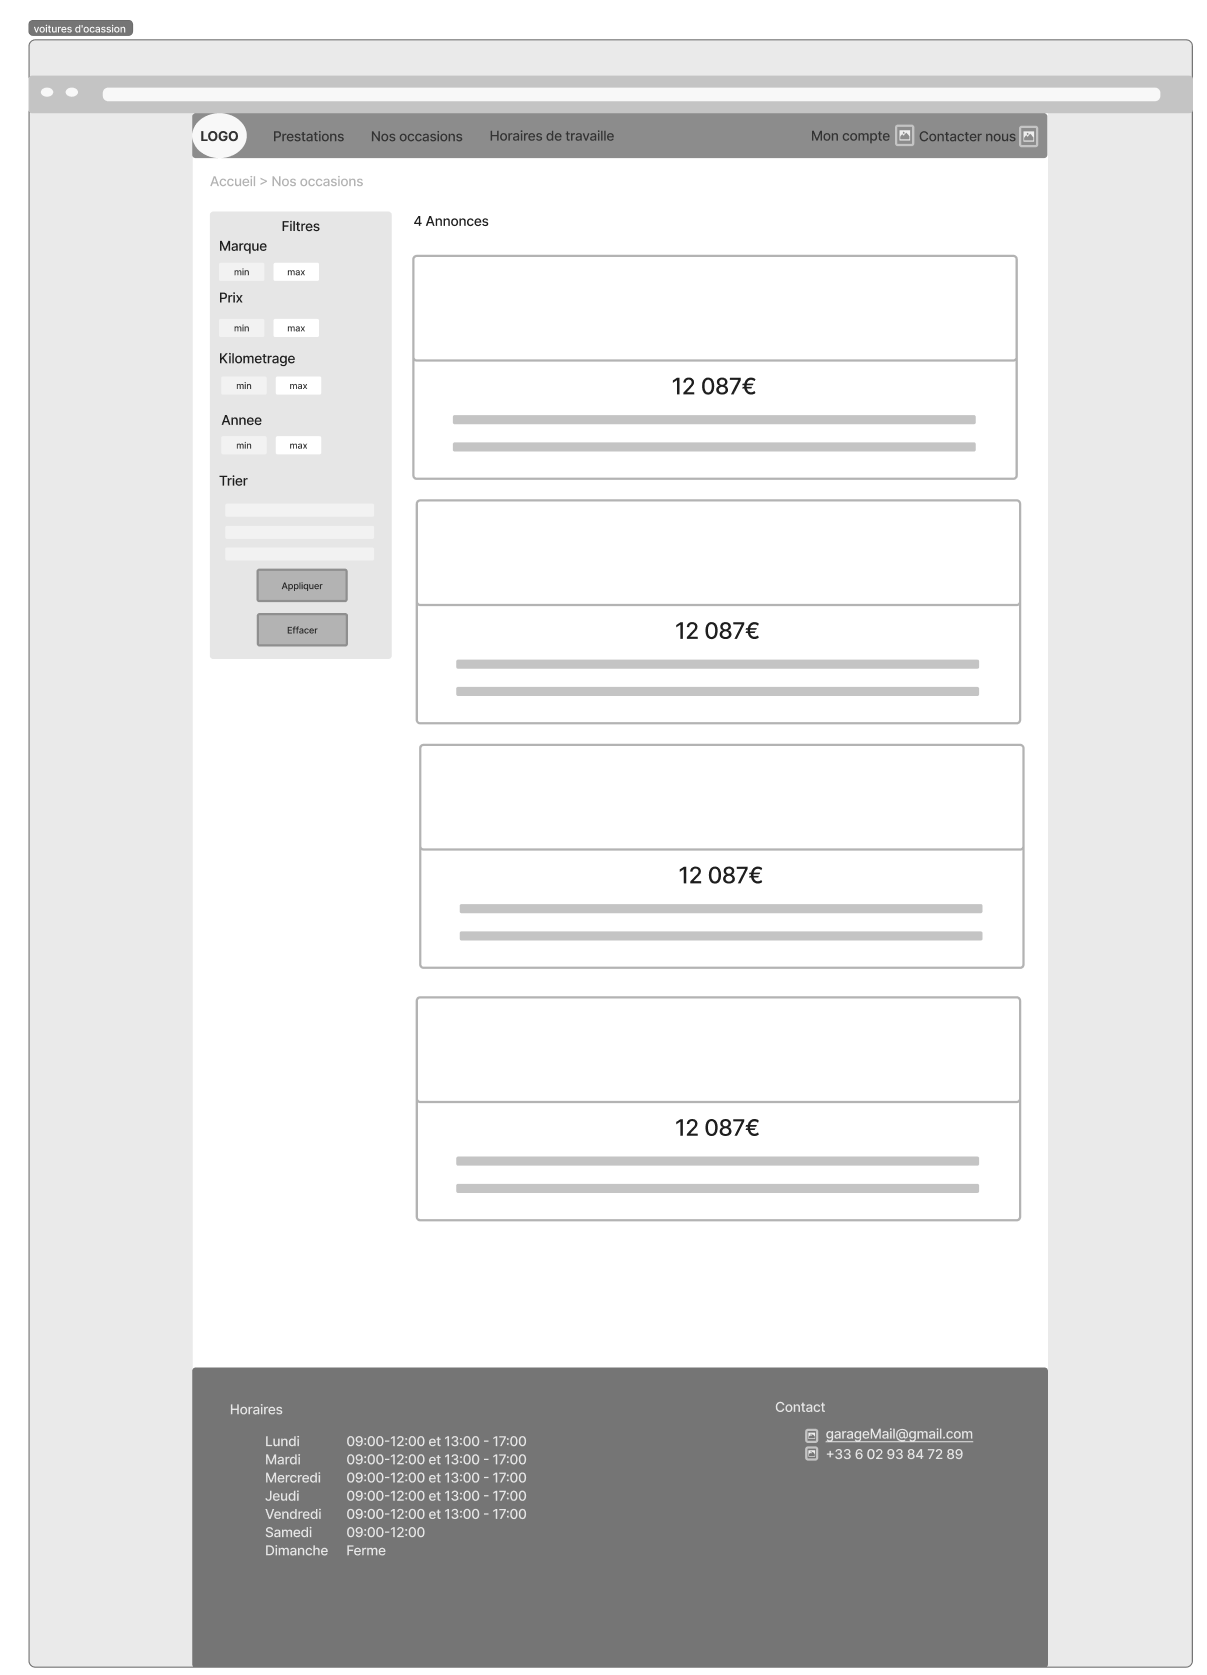 voitures d'ocassion
LOGO Prestations Nos occasions Horaires de travaille Mon compte Contacter nous
Accueil > Nos occasions
Filtres
Marque
min max
Prix
min max
Kilometrage
min max
Annee
min max
Trier
Appliquer
Effacer
4 Annonces
12 087€
12 087€
12 087€
12 087€
Horaires
Lundi 09:00-12:00 et 13:00 - 17:00
Mardi 09:00-12:00 et 13:00 - 17:00
Mercredi 09:00-12:00 et 13:00 - 17:00
Jeudi 09:00-12:00 et 13:00 - 17:00
Vendredi 09:00-12:00 et 13:00 - 17:00
Samedi 09:00-12:00
Dimanche Ferme
Contact
garageMail@gmail.com
+33 6 02 93 84 72 89